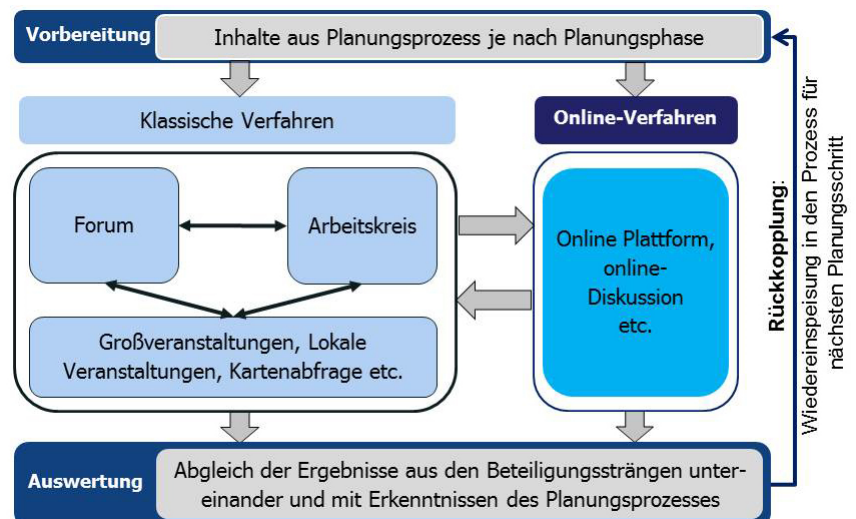 Vorbereitung
Inhalte aus Planungsprozess je nach Planungsphase
Klassische Verfahren
Online-Verfahren
Forum
Arbeitskreis
Großveranstaltungen, Lokale
Veranstaltungen, Kartenabfrage etc.
Online Plattform,
online-
Diskussion
etc.
Auswertung
Abgleich der Ergebnisse aus den Beteiligungssträngen unter-
einander und mit Erkenntnissen des Planungsprozesses
Rückkopplung:
Wiedereinspeisung in den Prozess für
nächsten Planungsschritt